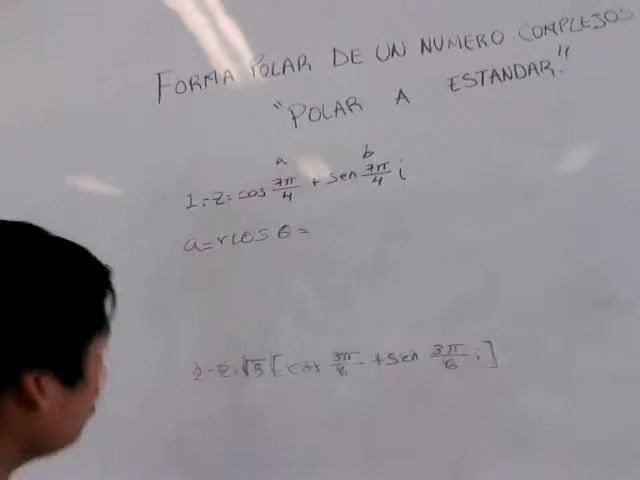 FORMA POLAR DE UN NUMERO COMPLEJOS
"POLAR A ESTANDAR."
a b
1.- z = cos 7π/4 + sen 7π/4 i
a = r cos θ =
2- z = √5 [cos 3π/6 + sen 3π/6 i]